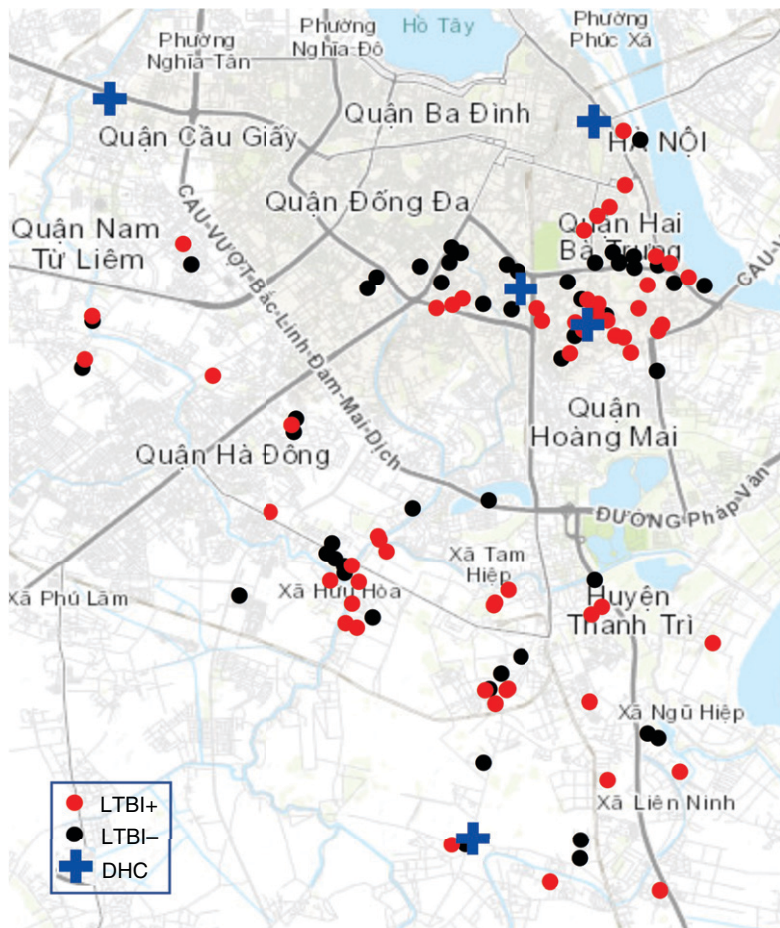 Phường
Nghĩa Tân
Phường
Nghĩa Đô
Hồ Tây
Phường
Phúc Xá
Quận Cầu Giấy
Quận Ba Đình
HÀ NỘI
Quận Đống Đa
Quận Hai
Bà Trưng
Quận Nam
Từ Liêm
CAU-VƯỢT-Bắc-Linh-Đam-Mai-Dịch
CAU-V
Quận
Hoàng Mai
Quận Hà Đông
ĐƯỜNG Pháp-Vân
Xã Tam
Hiệp
Xã Phú Lãm
Xã Hữu Hòa
Huyện
Thanh Trì
Xã Ngũ Hiệp
Xã Liên Ninh
LTBI+
LTBI–
DHC